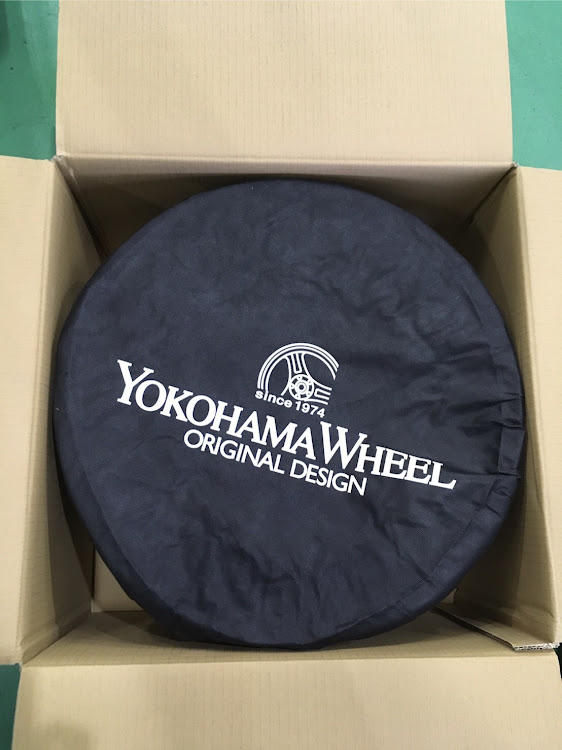 since 1974
YOKOHAMA WHEEL
ORIGINAL DESIGN